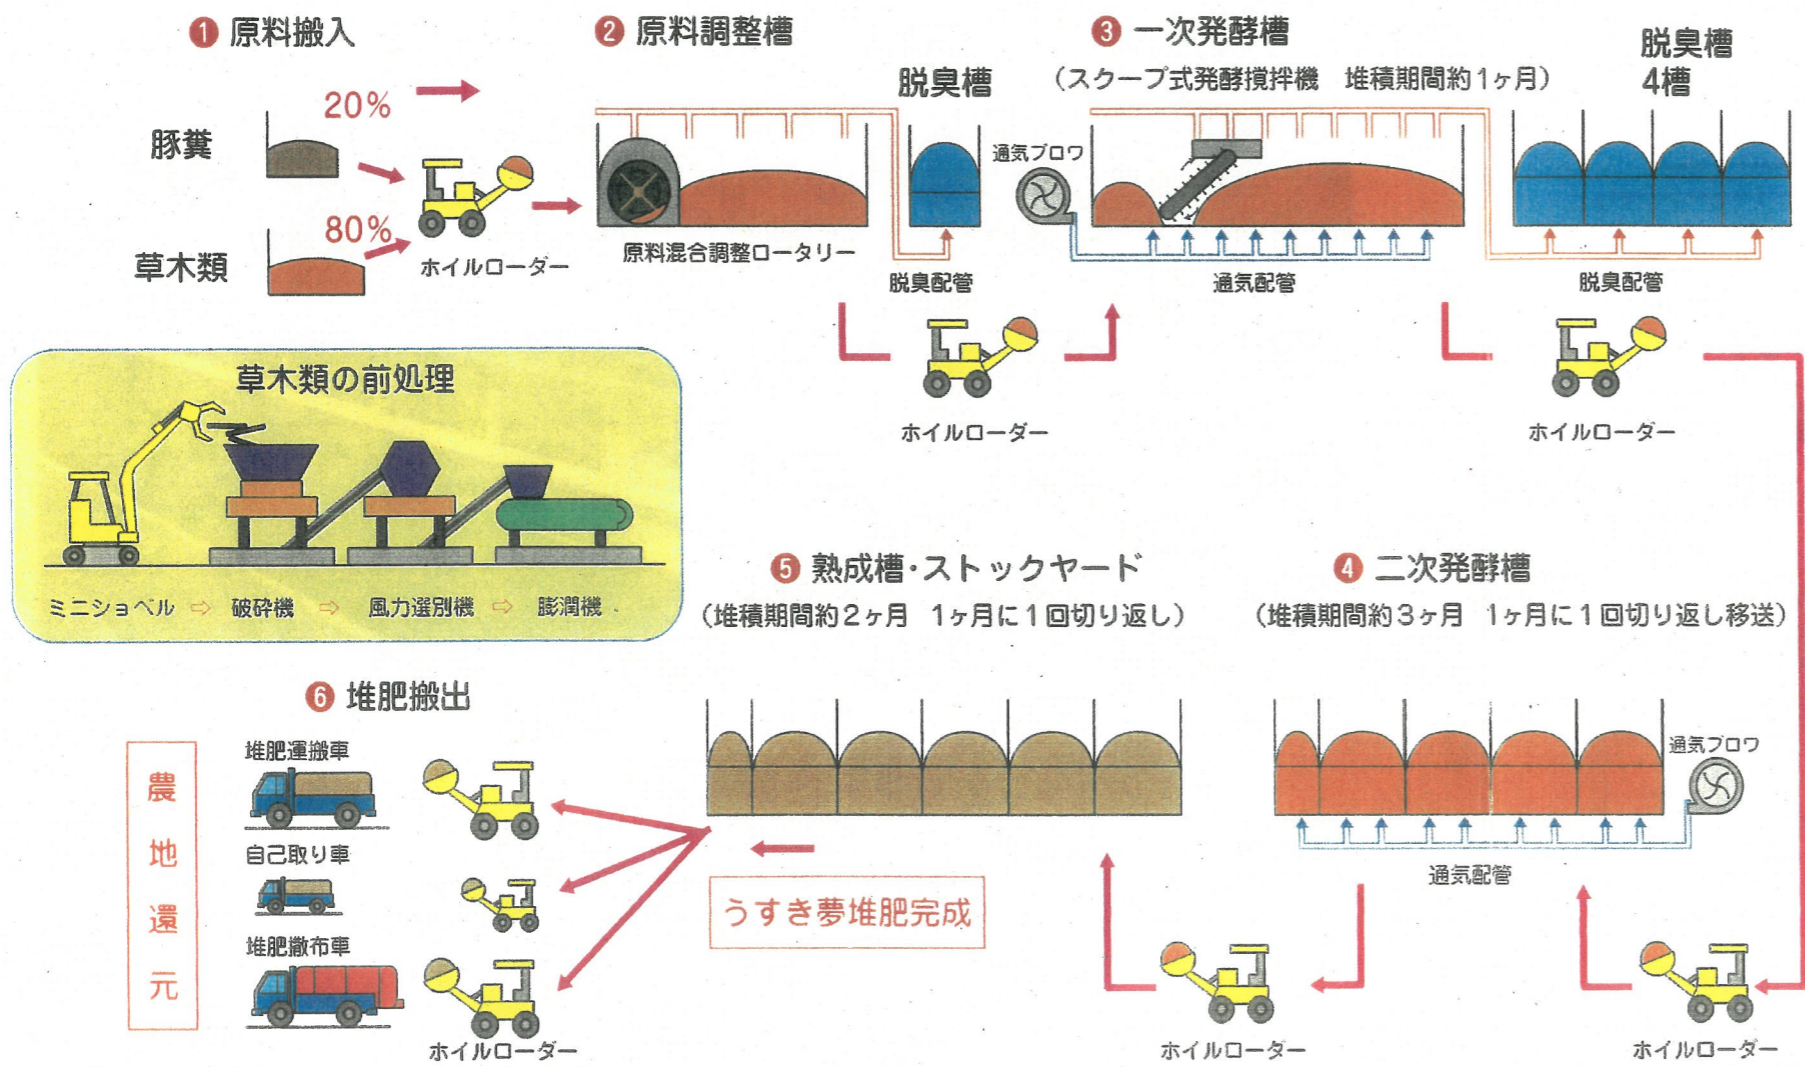 ❶ 原料搬入
20%
豚糞
80%
草木類
ホイルローダー
❷ 原料調整槽
原料混合調整ロータリー
脱臭槽
脱臭配管
ホイルローダー
❸ 一次発酵槽
(スクープ式発酵撹拌機 堆積期間約1ヶ月)
通気ブロワ
通気配管
脱臭槽
4槽
脱臭配管
ホイルローダー
草木類の前処理
ミニショベル ⇨ 破砕機 ⇨ 風力選別機 ⇨ 膨潤機
❹ 二次発酵槽
(堆積期間約3ヶ月 1ヶ月に1回切り返し移送)
通気ブロワ
通気配管
ホイルローダー
ホイルローダー
❺ 熟成槽・ストックヤード
(堆積期間約2ヶ月 1ヶ月に1回切り返し)
うすき夢堆肥完成
❻ 堆肥搬出
堆肥運搬車
自己取り車
堆肥撒布車
ホイルローダー
農地還元